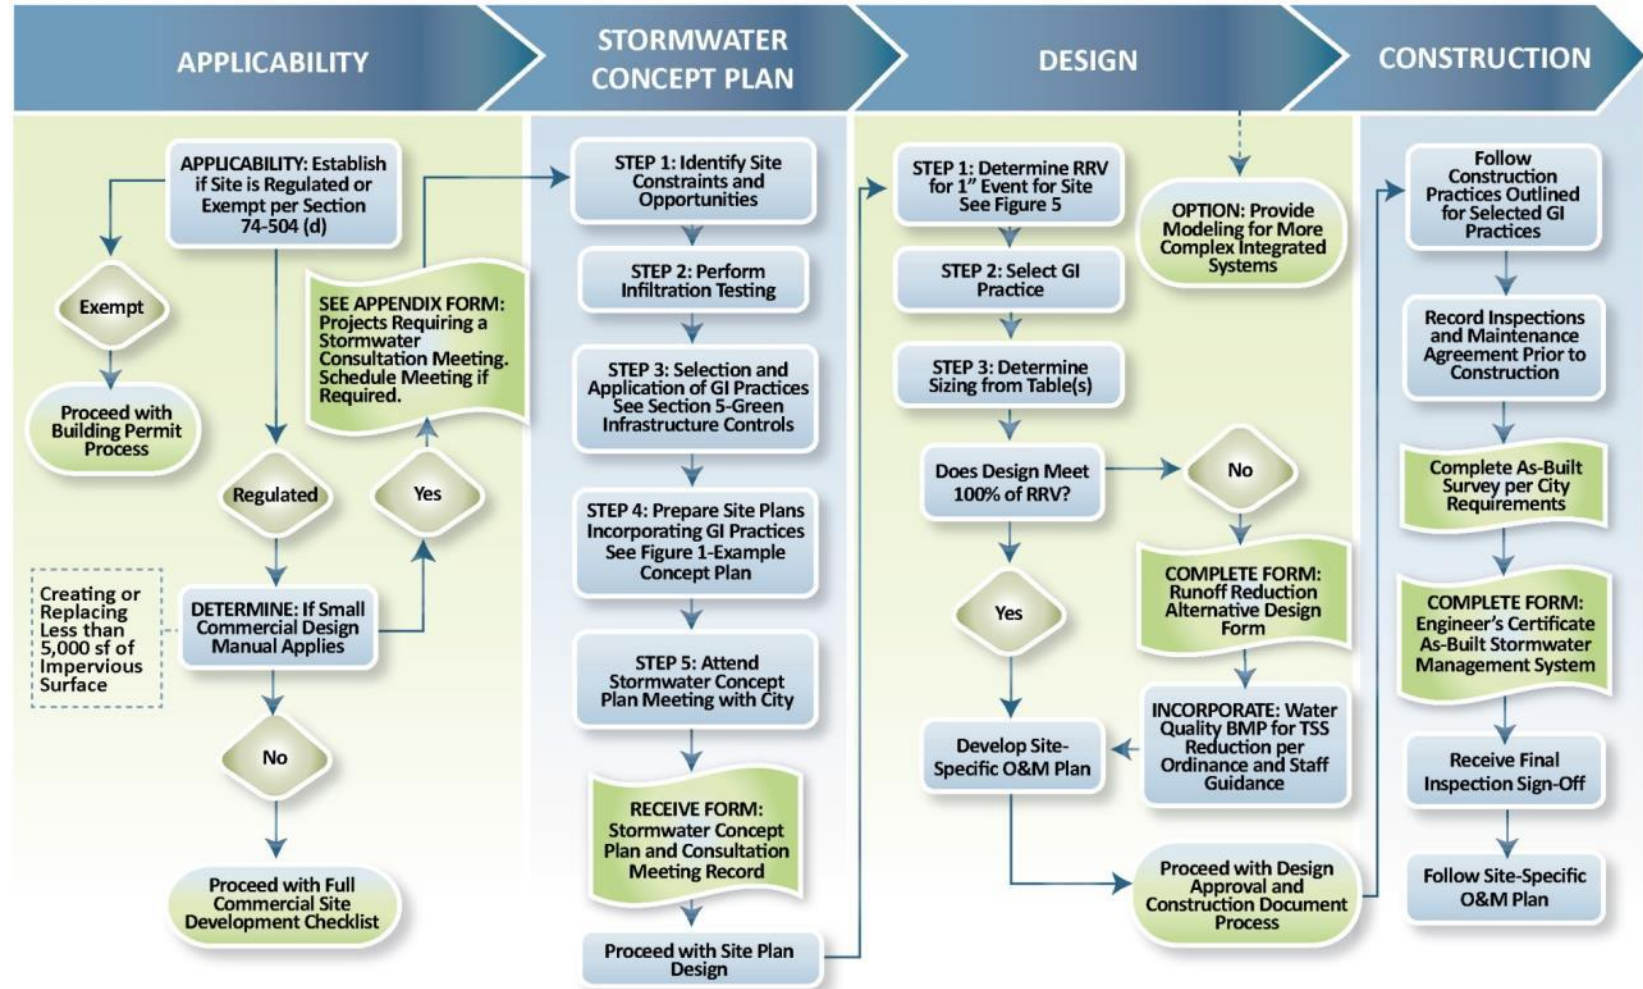 APPLICABILITY
STORMWATER
CONCEPT PLAN
DESIGN
CONSTRUCTION
APPLICABILITY: Establish
if Site is Regulated or
Exempt per Section
74-504 (d)
Exempt
Proceed with
Building Permit
Process
Regulated
SEE APPENDIX FORM:
Projects Requiring a
Stormwater
Consultation Meeting.
Schedule Meeting if
Required.
Yes
Creating or
Replacing
Less than
5,000 sf of
Impervious
Surface
DETERMINE: If Small
Commercial Design
Manual Applies
No
Proceed with Full
Commercial Site
Development Checklist
STEP 1: Identify Site
Constraints and
Opportunities
STEP 2: Perform
Infiltration Testing
STEP 3: Selection and
Application of GI Practices
See Section 5-Green
Infrastructure Controls
STEP 4: Prepare Site Plans
Incorporating GI Practices
See Figure 1-Example
Concept Plan
STEP 5: Attend
Stormwater Concept
Plan Meeting with City
RECEIVE FORM:
Stormwater Concept
Plan and Consultation
Meeting Record
Proceed with Site Plan
Design
STEP 1: Determine RRV
for 1” Event for Site
See Figure 5
STEP 2: Select GI
Practice
STEP 3: Determine
Sizing from Table(s)
Does Design Meet
100% of RRV?
Yes
Develop Site-
Specific O&M Plan
OPTION: Provide
Modeling for More
Complex Integrated
Systems
No
COMPLETE FORM:
Runoff Reduction
Alternative Design
Form
INCORPORATE: Water
Quality BMP for TSS
Reduction per
Ordinance and Staff
Guidance
Proceed with Design
Approval and
Construction Document
Process
Follow
Construction
Practices Outlined
for Selected GI
Practices
Record Inspections
and Maintenance
Agreement Prior to
Construction
Complete As-Built
Survey per City
Requirements
COMPLETE FORM:
Engineer’s Certificate
As-Built Stormwater
Management System
Receive Final
Inspection Sign-Off
Follow Site-Specific
O&M Plan